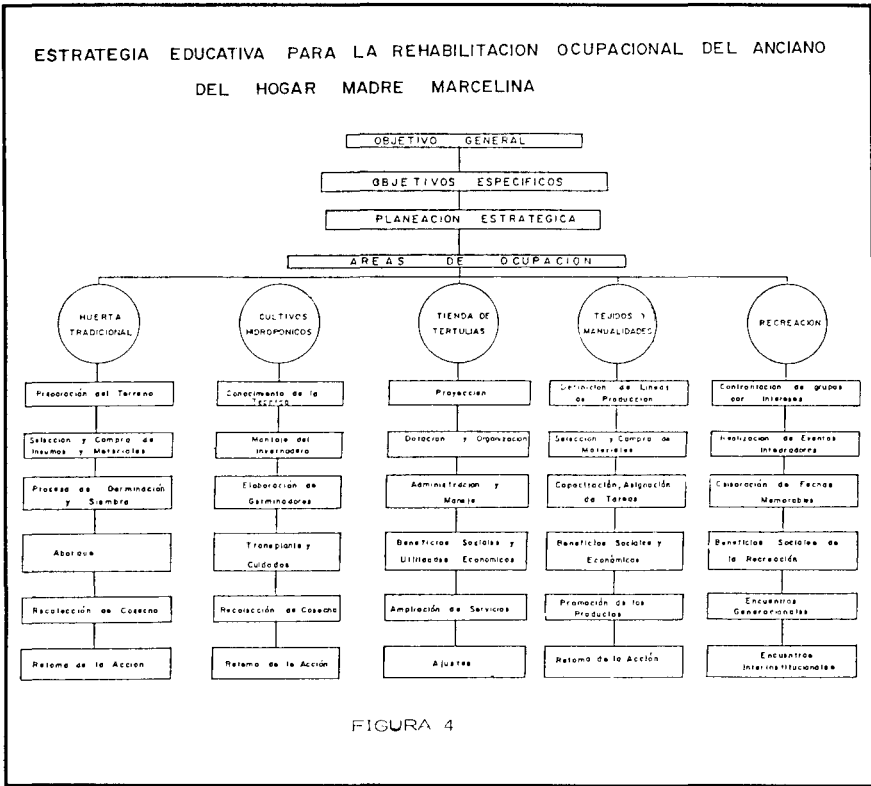 ESTRATEGIA EDUCATIVA PARA LA REHABILITACION OCUPACIONAL DEL ANCIANO
DEL HOGAR MADRE MARCELINA
OBJETIVO GENERAL
OBJETIVOS ESPECIFICOS
PLANEACION ESTRATEGICA
AREAS DE OCUPACION
HUERTA
TRADICIONAL
CULTIVOS
HIDROPONICOS
TIENDA DE
TERTULIAS
TEJIDOS Y
MANUALIDADES
RECREACION
Preparación del Terreno
Selección y Compra de
Insumos y Materiales
Proceso de Germinación
y Siembra
Aborque
Recolección de Cosecha
Retoma de la Acción
Conocimiento de la
Técnica
Montaje del
Invernadero
Elaboración de
Germinadores
Transplante y
Cuidados
Recolección de Cosecha
Retoma de la Acción
Proyección
Dotación y Organización
Administración y
Manejo
Beneficios Sociales y
Utilidades Economicos
Ampliación de Servicios
Ajustes
Definición de Lineas
de Producción
Selección y Compra de
Materiales
Capacitación, Asignación
de Tareas
Beneficios Sociales y
Económicos
Promoción de los
Productos
Retoma de la Acción
Confrontación de grupos
por Intereses
Realización de Eventos
Integradores
Celebración de Fechas
Memorables
Beneficios Sociales de
la Recreación
Encuentros
Generacionales
Encuentros
Interinstitucionales
FIGURA 4